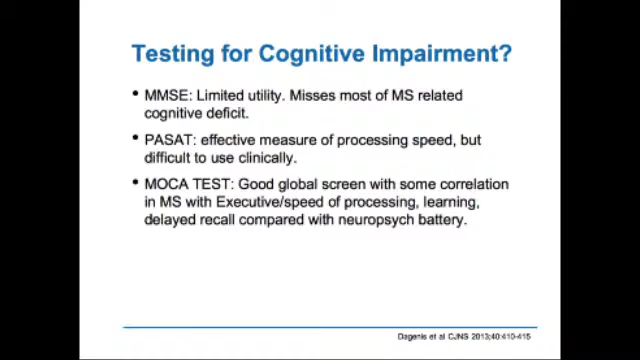 Testing for Cognitive Impairment?
• MMSE: Limited utility. Misses most of MS related
cognitive deficit.
• PASAT: effective measure of processing speed, but
difficult to use clinically.
• MOCA TEST: Good global screen with some correlation
in MS with Executive/speed of processing, learning,
delayed recall compared with neuropsych battery.
Dagenis et al CJNS 2013;40:410-415